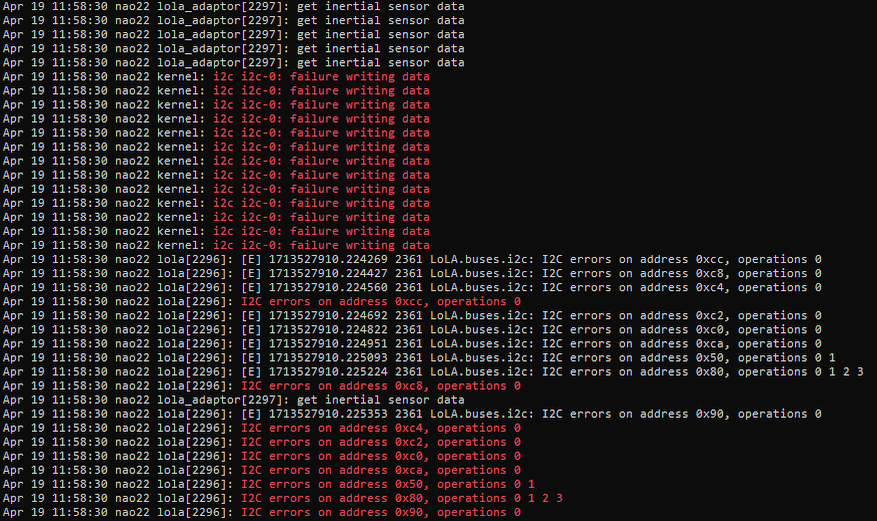 Apr 19 11:58:30 nao22 lola_adaptor[2297]: get inertial sensor data
Apr 19 11:58:30 nao22 lola_adaptor[2297]: get inertial sensor data
Apr 19 11:58:30 nao22 lola_adaptor[2297]: get inertial sensor data
Apr 19 11:58:30 nao22 lola_adaptor[2297]: get inertial sensor data
Apr 19 11:58:30 nao22 lola_adaptor[2297]: get inertial sensor data
Apr 19 11:58:30 nao22 kernel: i2c i2c-0: failure writing data
Apr 19 11:58:30 nao22 kernel: i2c i2c-0: failure writing data
Apr 19 11:58:30 nao22 kernel: i2c i2c-0: failure writing data
Apr 19 11:58:30 nao22 kernel: i2c i2c-0: failure writing data
Apr 19 11:58:30 nao22 kernel: i2c i2c-0: failure writing data
Apr 19 11:58:30 nao22 kernel: i2c i2c-0: failure writing data
Apr 19 11:58:30 nao22 kernel: i2c i2c-0: failure writing data
Apr 19 11:58:30 nao22 kernel: i2c i2c-0: failure writing data
Apr 19 11:58:30 nao22 kernel: i2c i2c-0: failure writing data
Apr 19 11:58:30 nao22 kernel: i2c i2c-0: failure writing data
Apr 19 11:58:30 nao22 kernel: i2c i2c-0: failure writing data
Apr 19 11:58:30 nao22 kernel: i2c i2c-0: failure writing data
Apr 19 11:58:30 nao22 kernel: i2c i2c-0: failure writing data
Apr 19 11:58:30 nao22 lola[2296]: [E] 1713527910.224269 2361 LoLA.buses.i2c: I2C errors on address 0xcc, operations 0
Apr 19 11:58:30 nao22 lola[2296]: [E] 1713527910.224427 2361 LoLA.buses.i2c: I2C errors on address 0xc8, operations 0
Apr 19 11:58:30 nao22 lola[2296]: [E] 1713527910.224560 2361 LoLA.buses.i2c: I2C errors on address 0xc4, operations 0
Apr 19 11:58:30 nao22 lola[2296]: I2C errors on address 0xcc, operations 0
Apr 19 11:58:30 nao22 lola[2296]: [E] 1713527910.224692 2361 LoLA.buses.i2c: I2C errors on address 0xc2, operations 0
Apr 19 11:58:30 nao22 lola[2296]: [E] 1713527910.224822 2361 LoLA.buses.i2c: I2C errors on address 0xc0, operations 0
Apr 19 11:58:30 nao22 lola[2296]: [E] 1713527910.224951 2361 LoLA.buses.i2c: I2C errors on address 0xca, operations 0
Apr 19 11:58:30 nao22 lola[2296]: [E] 1713527910.225093 2361 LoLA.buses.i2c: I2C errors on address 0x50, operations 0 1
Apr 19 11:58:30 nao22 lola[2296]: [E] 1713527910.225224 2361 LoLA.buses.i2c: I2C errors on address 0x80, operations 0 1 2 3
Apr 19 11:58:30 nao22 lola[2296]: I2C errors on address 0xc8, operations 0
Apr 19 11:58:30 nao22 lola_adaptor[2297]: get inertial sensor data
Apr 19 11:58:30 nao22 lola[2296]: [E] 1713527910.225353 2361 LoLA.buses.i2c: I2C errors on address 0x90, operations 0
Apr 19 11:58:30 nao22 lola[2296]: I2C errors on address 0xc4, operations 0
Apr 19 11:58:30 nao22 lola[2296]: I2C errors on address 0xc2, operations 0
Apr 19 11:58:30 nao22 lola[2296]: I2C errors on address 0xc0, operations 0
Apr 19 11:58:30 nao22 lola[2296]: I2C errors on address 0xca, operations 0
Apr 19 11:58:30 nao22 lola[2296]: I2C errors on address 0x50, operations 0 1
Apr 19 11:58:30 nao22 lola[2296]: I2C errors on address 0x80, operations 0 1 2 3
Apr 19 11:58:30 nao22 lola[2296]: I2C errors on address 0x90, operations 0